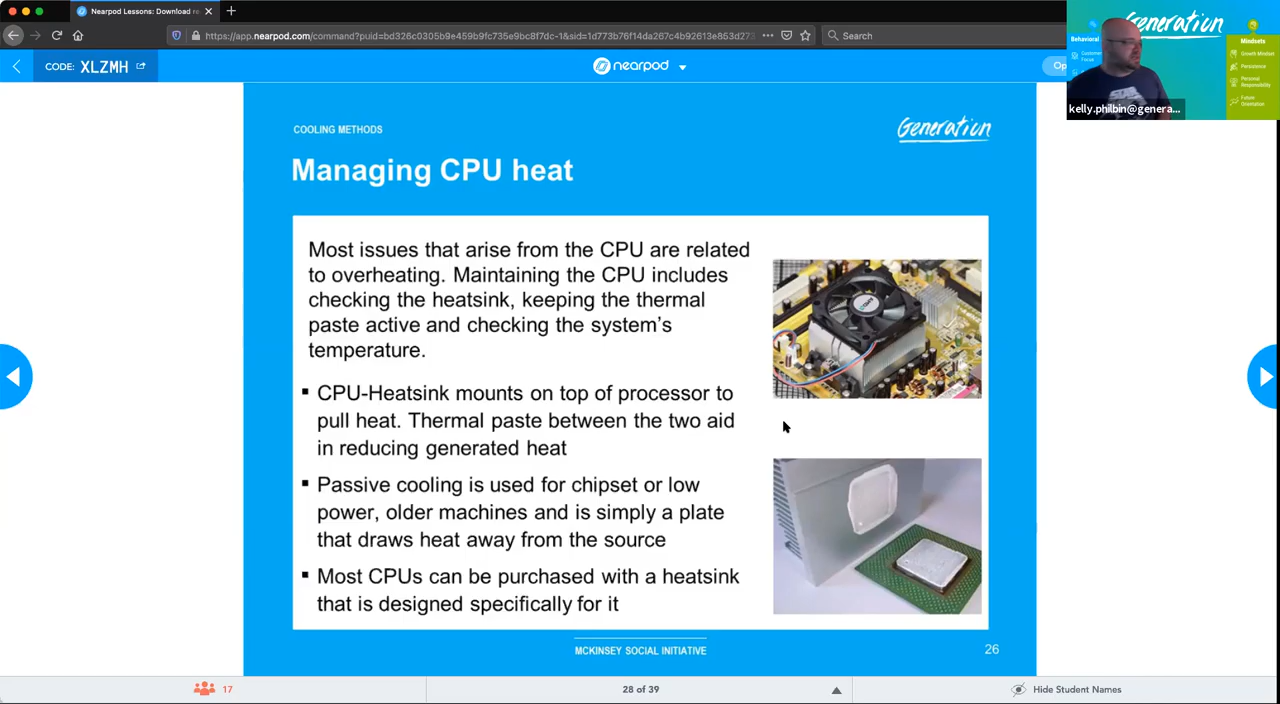 Nearpod Lessons: Download re
https://app.nearpod.com/command?puid=bd326c0305b9e459b9fc735e9bc8f7dc-1&sid=1d773b76f14da267c4b92613e863d273
Search
CODE: XLZMH
nearpod
Op
Generation
Behavioral
Customer
Focus
Mindsets
Growth Mindset
Persistence
Personal
Responsibility
Future
Orientation
kelly.philbin@genera...
COOLING METHODS
Generation
Managing CPU heat
Most issues that arise from the CPU are related
to overheating. Maintaining the CPU includes
checking the heatsink, keeping the thermal
paste active and checking the system's
temperature.
▪ CPU-Heatsink mounts on top of processor to
pull heat. Thermal paste between the two aid
in reducing generated heat
▪ Passive cooling is used for chipset or low
power, older machines and is simply a plate
that draws heat away from the source
▪ Most CPUs can be purchased with a heatsink
that is designed specifically for it
MCKINSEY SOCIAL INITIATIVE
26
17
28 of 39
Hide Student Names